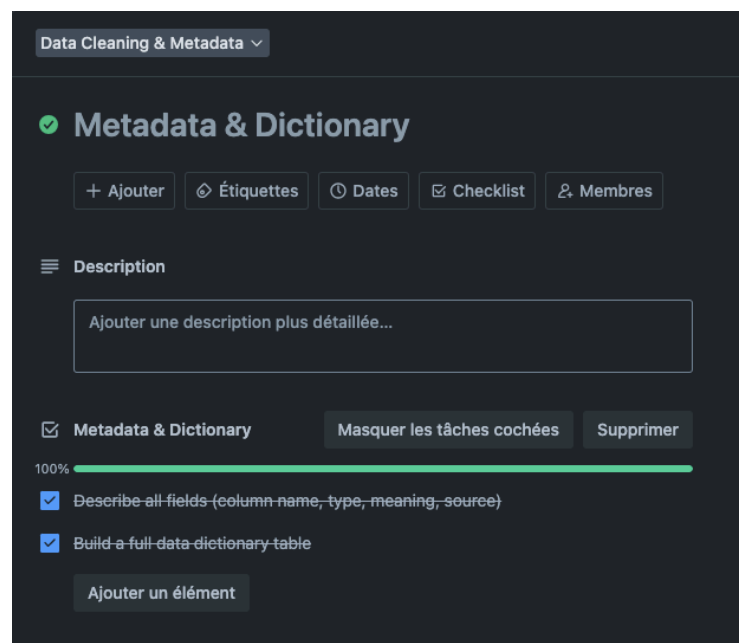 Data Cleaning & Metadata
Metadata & Dictionary
Ajouter Étiquettes Dates Checklist Membres
Description
Ajouter une description plus détaillée...
Metadata & Dictionary Masquer les tâches cochées Supprimer
100%
Describe all fields (column name, type, meaning, source)
Build a full data dictionary table
Ajouter un élément